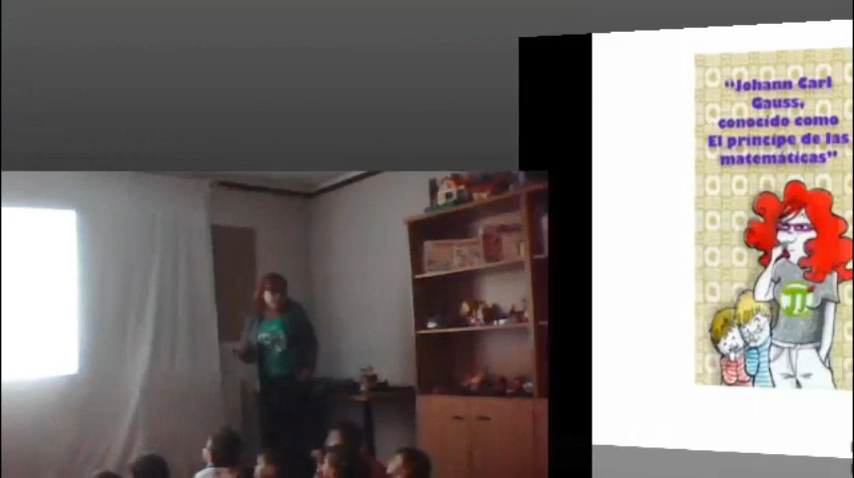 “Johann Carl
Gauss,
conocido como
El príncipe de las
matemáticas”